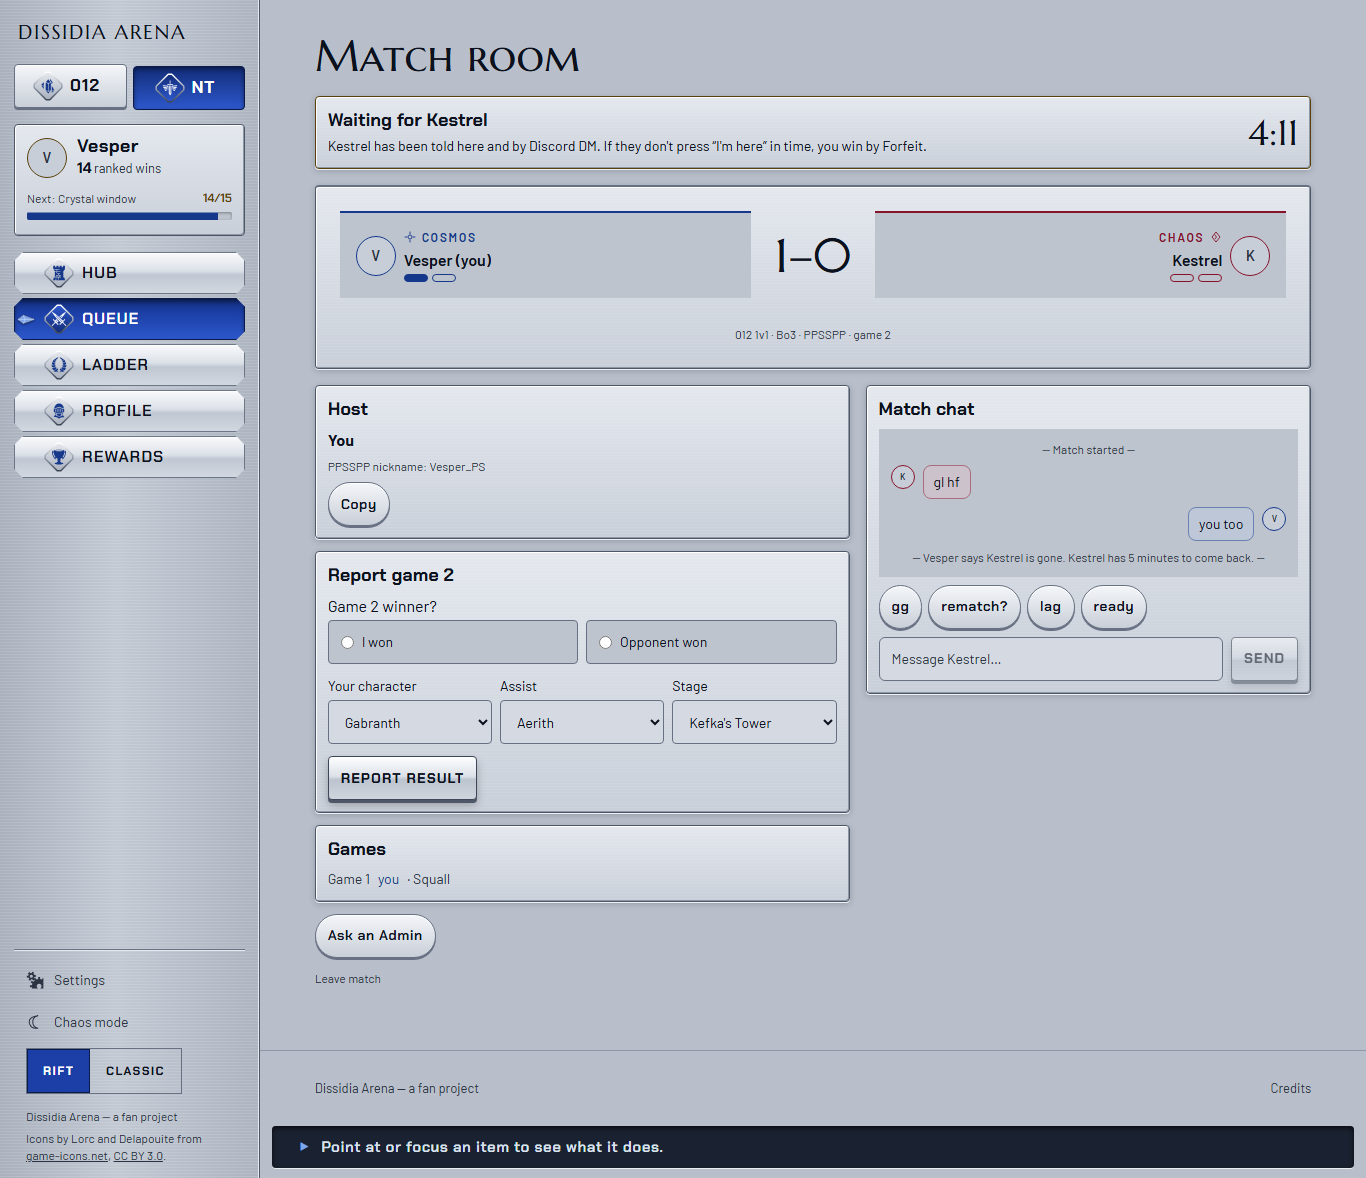 DISSIDIA ARENA
012
NT
V
Vesper
14 ranked wins
Next: Crystal window
14/15
HUB
QUEUE
LADDER
PROFILE
REWARDS
Settings
Chaos mode
RIFT
CLASSIC
Dissidia Arena — a fan project
Icons by Lorc and Delapouite from
game-icons.net, CC BY 3.0.
Match room
Waiting for Kestrel
Kestrel has been told here and by Discord DM. If they don't press “I'm here” in time, you win by Forfeit.
4:11
V
COSMOS
Vesper (you)
1–0
CHAOS
Kestrel
K
012 1v1 · Bo3 · PPSSPP · game 2
Host
You
PPSSPP nickname: Vesper_PS
Copy
Report game 2
Game 2 winner?
I won
Opponent won
Your character
Assist
Stage
Gabranth
Aerith
Kefka's Tower
REPORT RESULT
Games
Game 1 you · Squall
Ask an Admin
Leave match
Match chat
— Match started —
K
gl hf
you too
V
— Vesper says Kestrel is gone. Kestrel has 5 minutes to come back. —
gg
rematch?
lag
ready
Message Kestrel...
SEND
Dissidia Arena — a fan project
Credits
Point at or focus an item to see what it does.